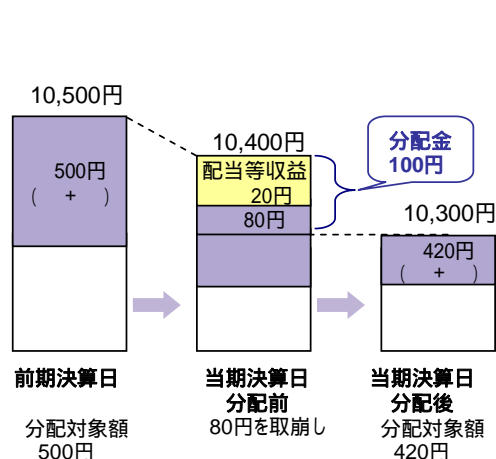 10,500円
500円
( + )
10,400円
配当等収益
20円
80円
分配金
100円
10,300円
420円
( + )
前期決算日
分配対象額
500円
当期決算日
分配前
80円を取崩し
当期決算日
分配後
分配対象額
420円